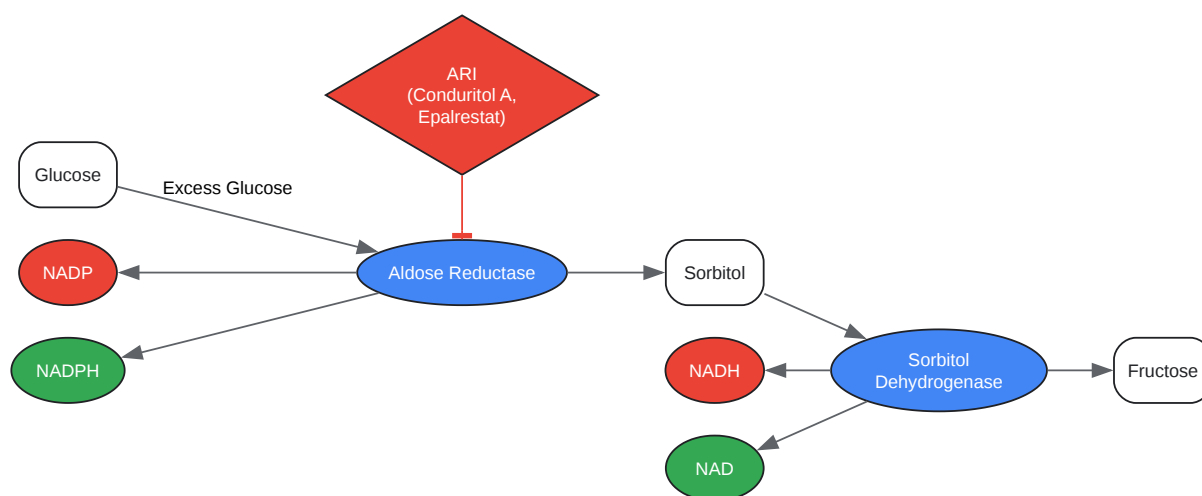 ARI
(Conduritol A,
Epalrestat)
Glucose
Excess Glucose
NADP
Aldose Reductase
Sorbitol
NADPH
NADH
Sorbitol
Dehydrogenase
Fructose
NAD